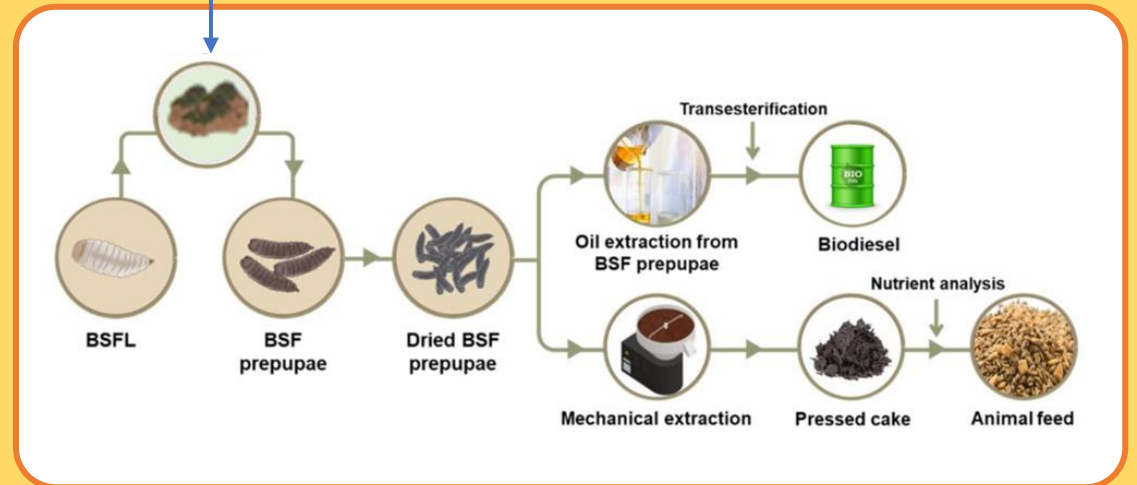 Transesterification
Oil extraction from
BSF prepupae
Biodiesel
BIO
Nutrient analysis
BSFL
BSF
prepupae
Dried BSF
prepupae
Mechanical extraction
Pressed cake
Animal feed